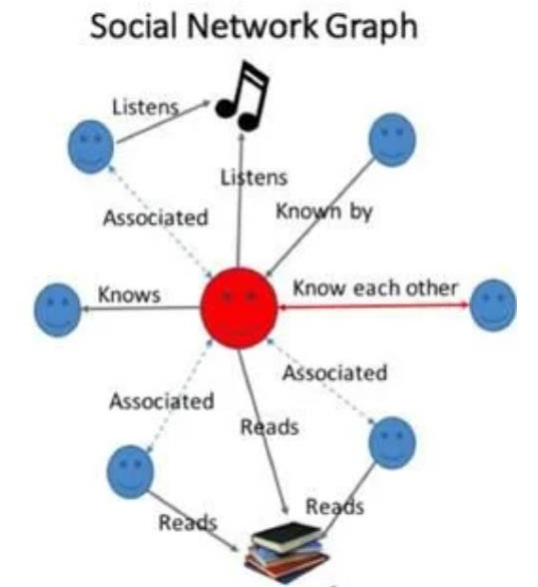 Social Network Graph
Listens
Listens
Known by
Associated
Know each other
Knows
Associated
Associated
Reads
Reads
Reads